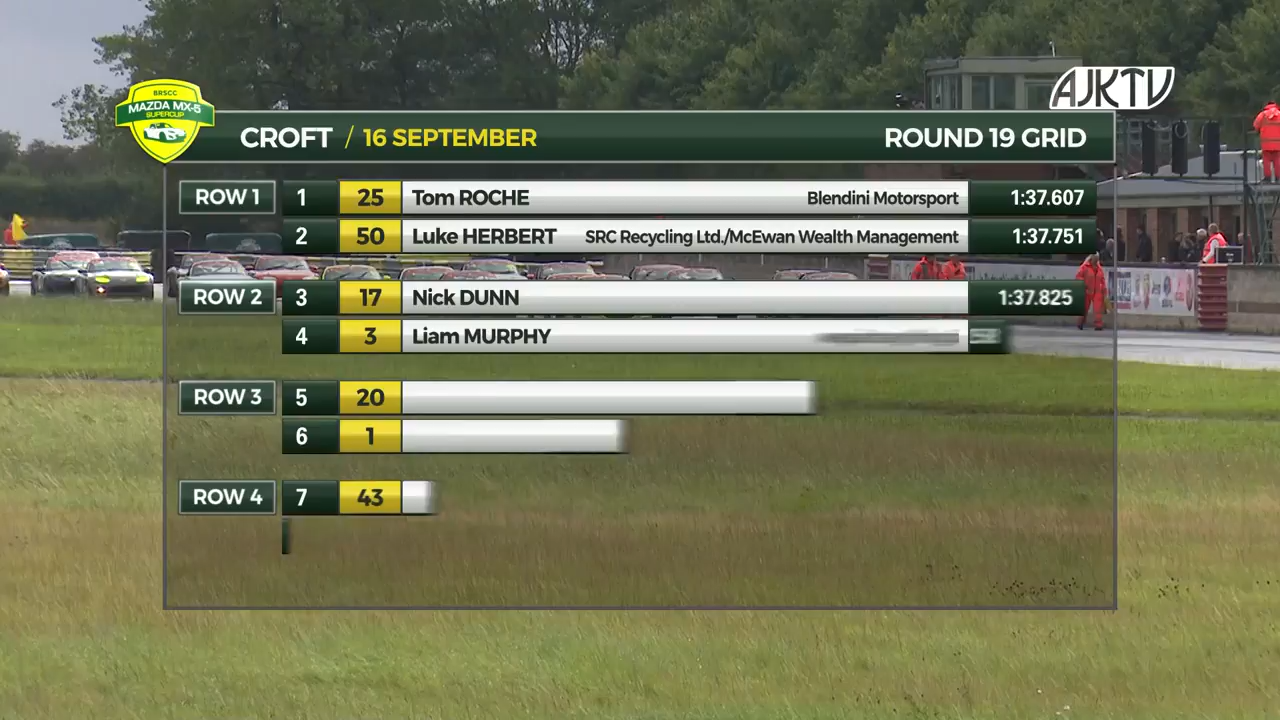 AJKTV
BRSCC
MAZDA MX-5
SUPERCUP
CROFT / 16 SEPTEMBER ROUND 19 GRID
ROW 1 1 25 Tom ROCHE Blendini Motorsport 1:37.607
2 50 Luke HERBERT SRC Recycling Ltd./McEwan Wealth Management 1:37.751
ROW 2 3 17 Nick DUNN 1:37.825
4 3 Liam MURPHY
ROW 3 5 20
6 1
ROW 4 7 43